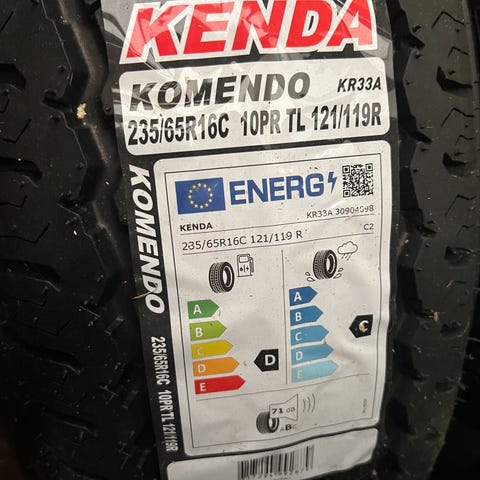 KENDA
KOMENDO KR33A
235/65R16C 10PR TL 121/119R
KOMENDO
235/65R16C 10PR TL 121/119R
ENERG
KENDA
KR33A 30904698
235/65R16C 121/119 R
C2
A
B
C
D
E
D
A
B
C
D
E
C
71 dB
ABC